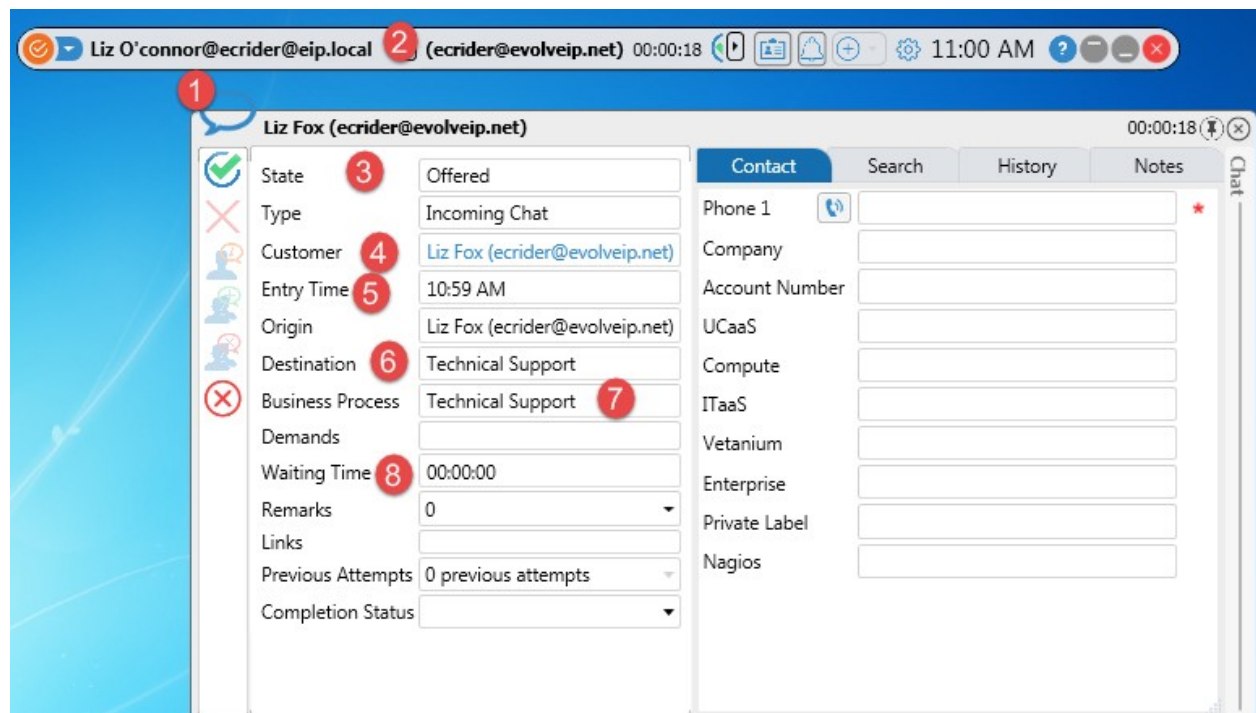 Liz O'connor@ecrider@eip.local 2 (ecrider@evolveip.net) 00:00:18 11:00 AM ?
1
Liz Fox (ecrider@evolveip.net) 00:00:18
State 3 Offered
Type Incoming Chat
Customer 4 Liz Fox (ecrider@evolveip.net)
Entry Time 5 10:59 AM
Origin Liz Fox (ecrider@evolveip.net)
Destination 6 Technical Support
Business Process Technical Support 7
Demands
Waiting Time 8 00:00:00
Remarks 0
Links
Previous Attempts 0 previous attempts
Completion Status
Contact Search History Notes
Phone 1 *
Company
Account Number
UCaaS
Compute
ITaaS
Vetanium
Enterprise
Private Label
Nagios
Chat